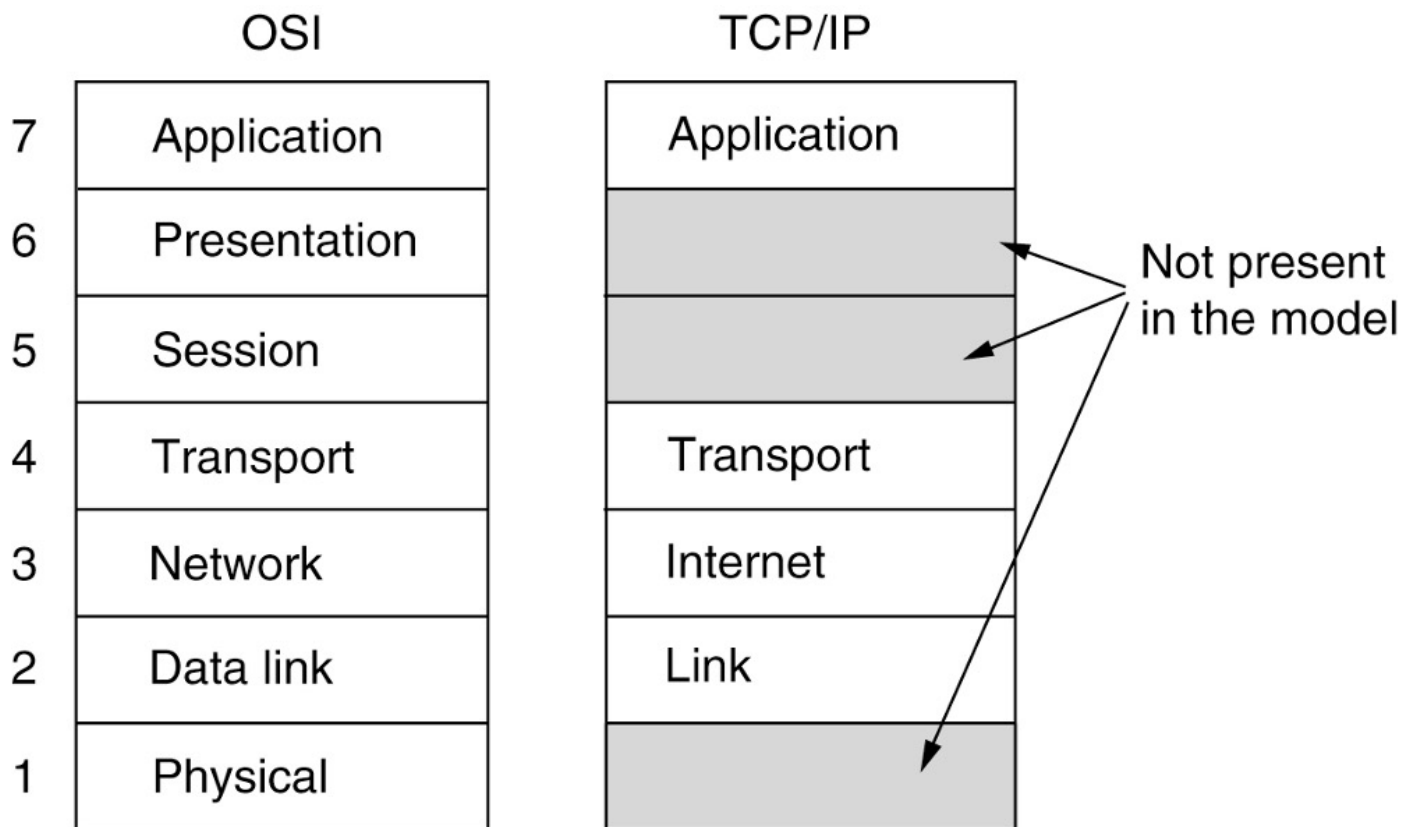 OSI TCP/IP
7 Application Application
6 Presentation
5 Session
4 Transport Transport
3 Network Internet
2 Data link Link
1 Physical
Not present
in the model